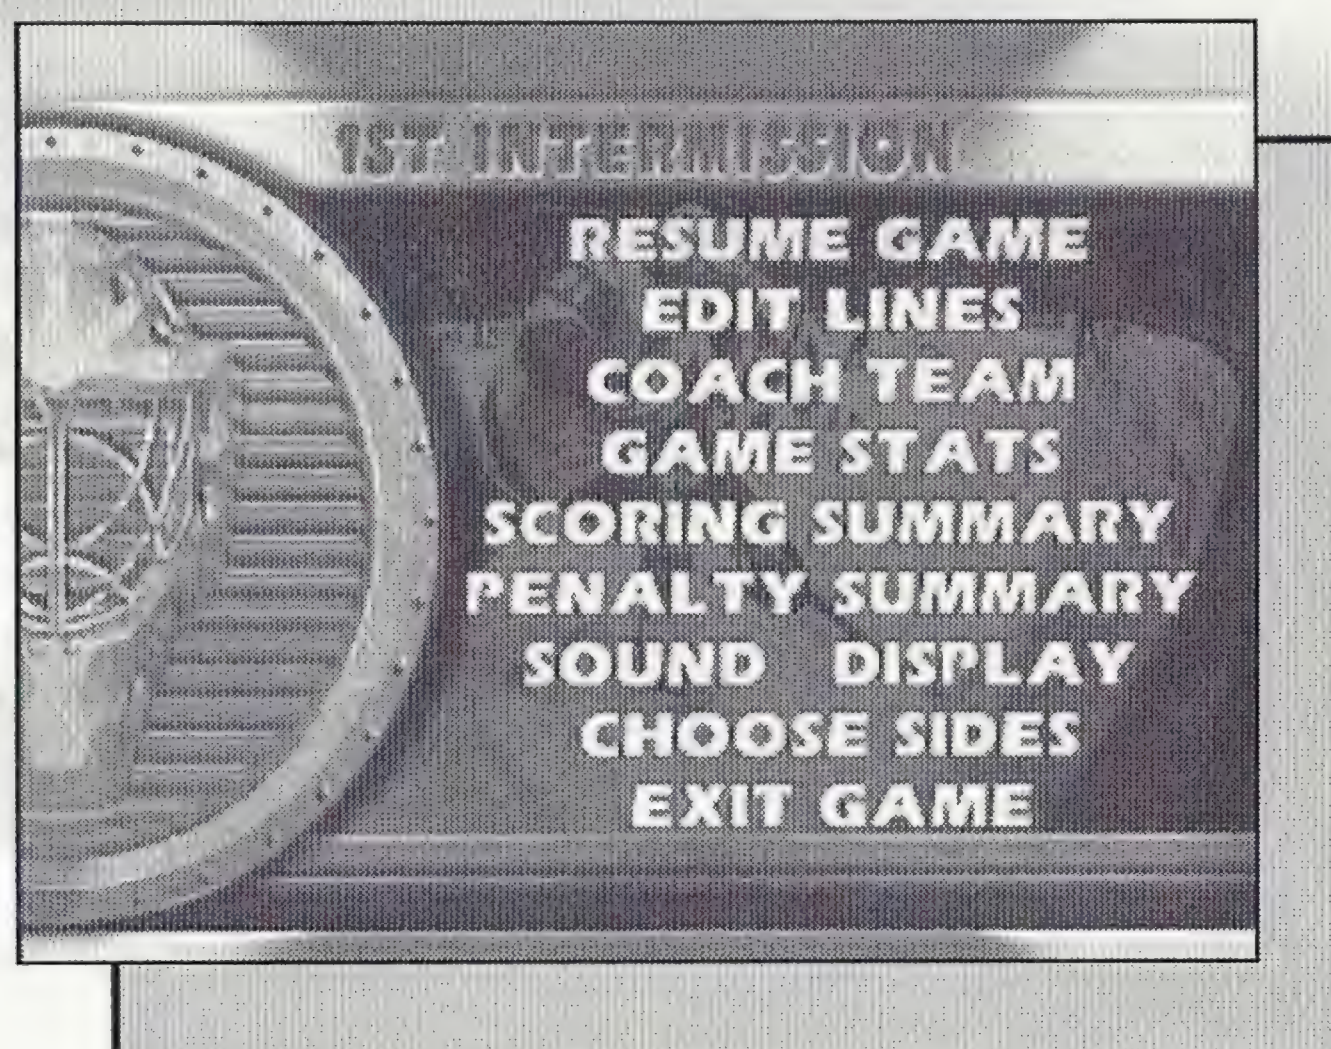 1ST INTERMISSION
RESUME GAME
EDIT LINES
COACH TEAM
GAME STATS
SCORING SUMMARY
PENALTY SUMMARY
SOUND DISPLAY
CHOOSE SIDES
EXIT GAME